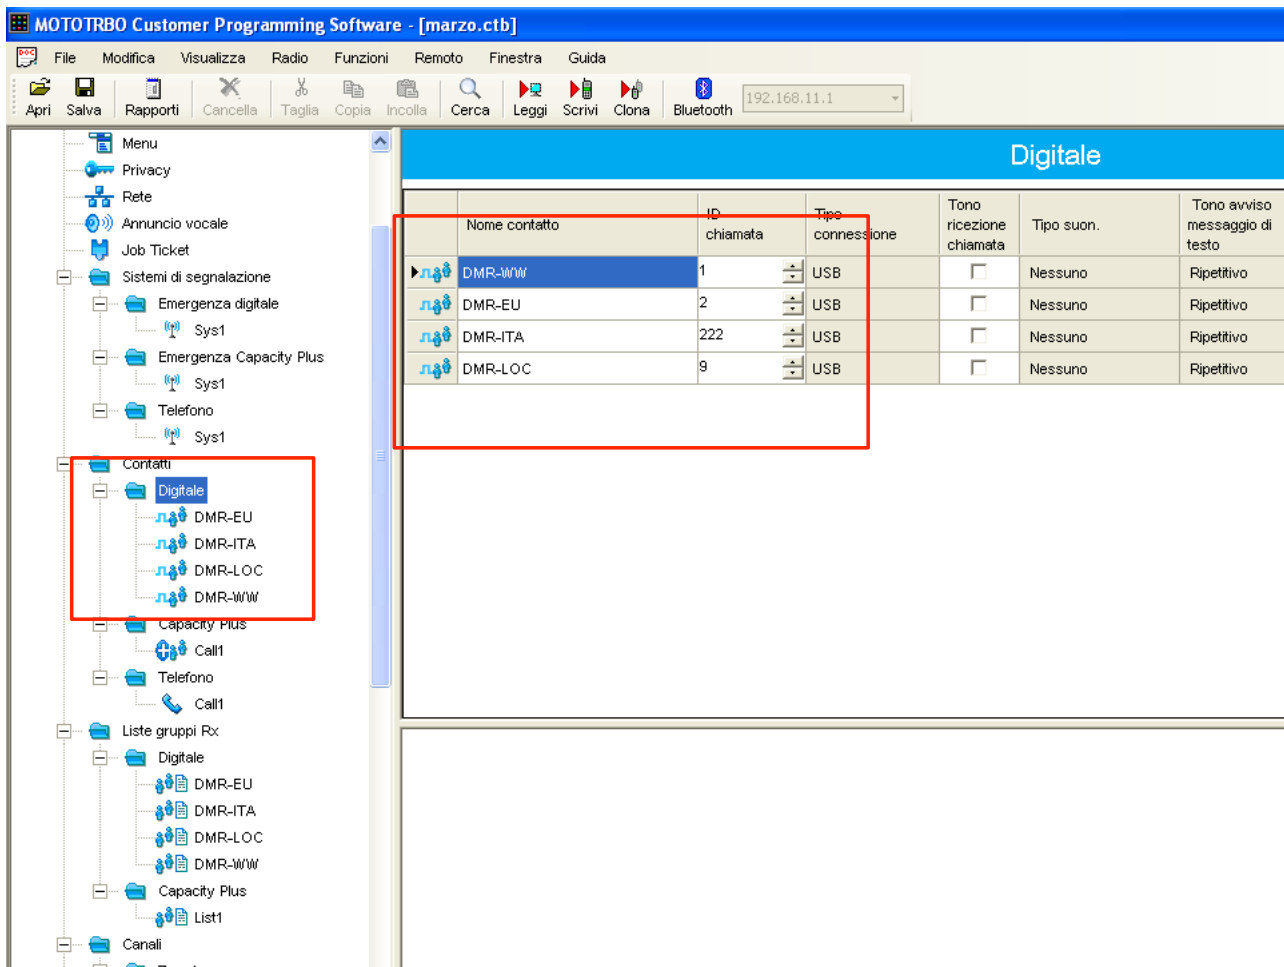 MOTOTRBO Customer Programming Software - [marzo.ctb]
File Modifica Visualizza Radio Funzioni Remoto Finestra Guida
Apri Salva Rapporti Cancella Taglia Copia Incolla Cerca Leggi Scrivi Clona Bluetooth 192.168.11.1
Menu
Privacy
Rete
Annuncio vocale
Job Ticket
Sistemi di segnalazione
Emergenza digitale
Sys1
Emergenza Capacity Plus
Sys1
Telefono
Sys1
Contatti
Digitale
DMR-EU
DMR-ITA
DMR-LOC
DMR-WW
Capacity Plus
Call1
Telefono
Call1
Liste gruppi Rx
Digitale
DMR-EU
DMR-ITA
DMR-LOC
DMR-WW
Capacity Plus
List1
Canali
Digitale
Nome contatto
ID
chiamata
Tipo
connessione
Tono
ricezione
chiamata
Tipo suon.
Tono avviso
messaggio di
testo
DMR-WW 1 USB Nessuno Ripetitivo
DMR-EU 2 USB Nessuno Ripetitivo
DMR-ITA 222 USB Nessuno Ripetitivo
DMR-LOC 9 USB Nessuno Ripetitivo